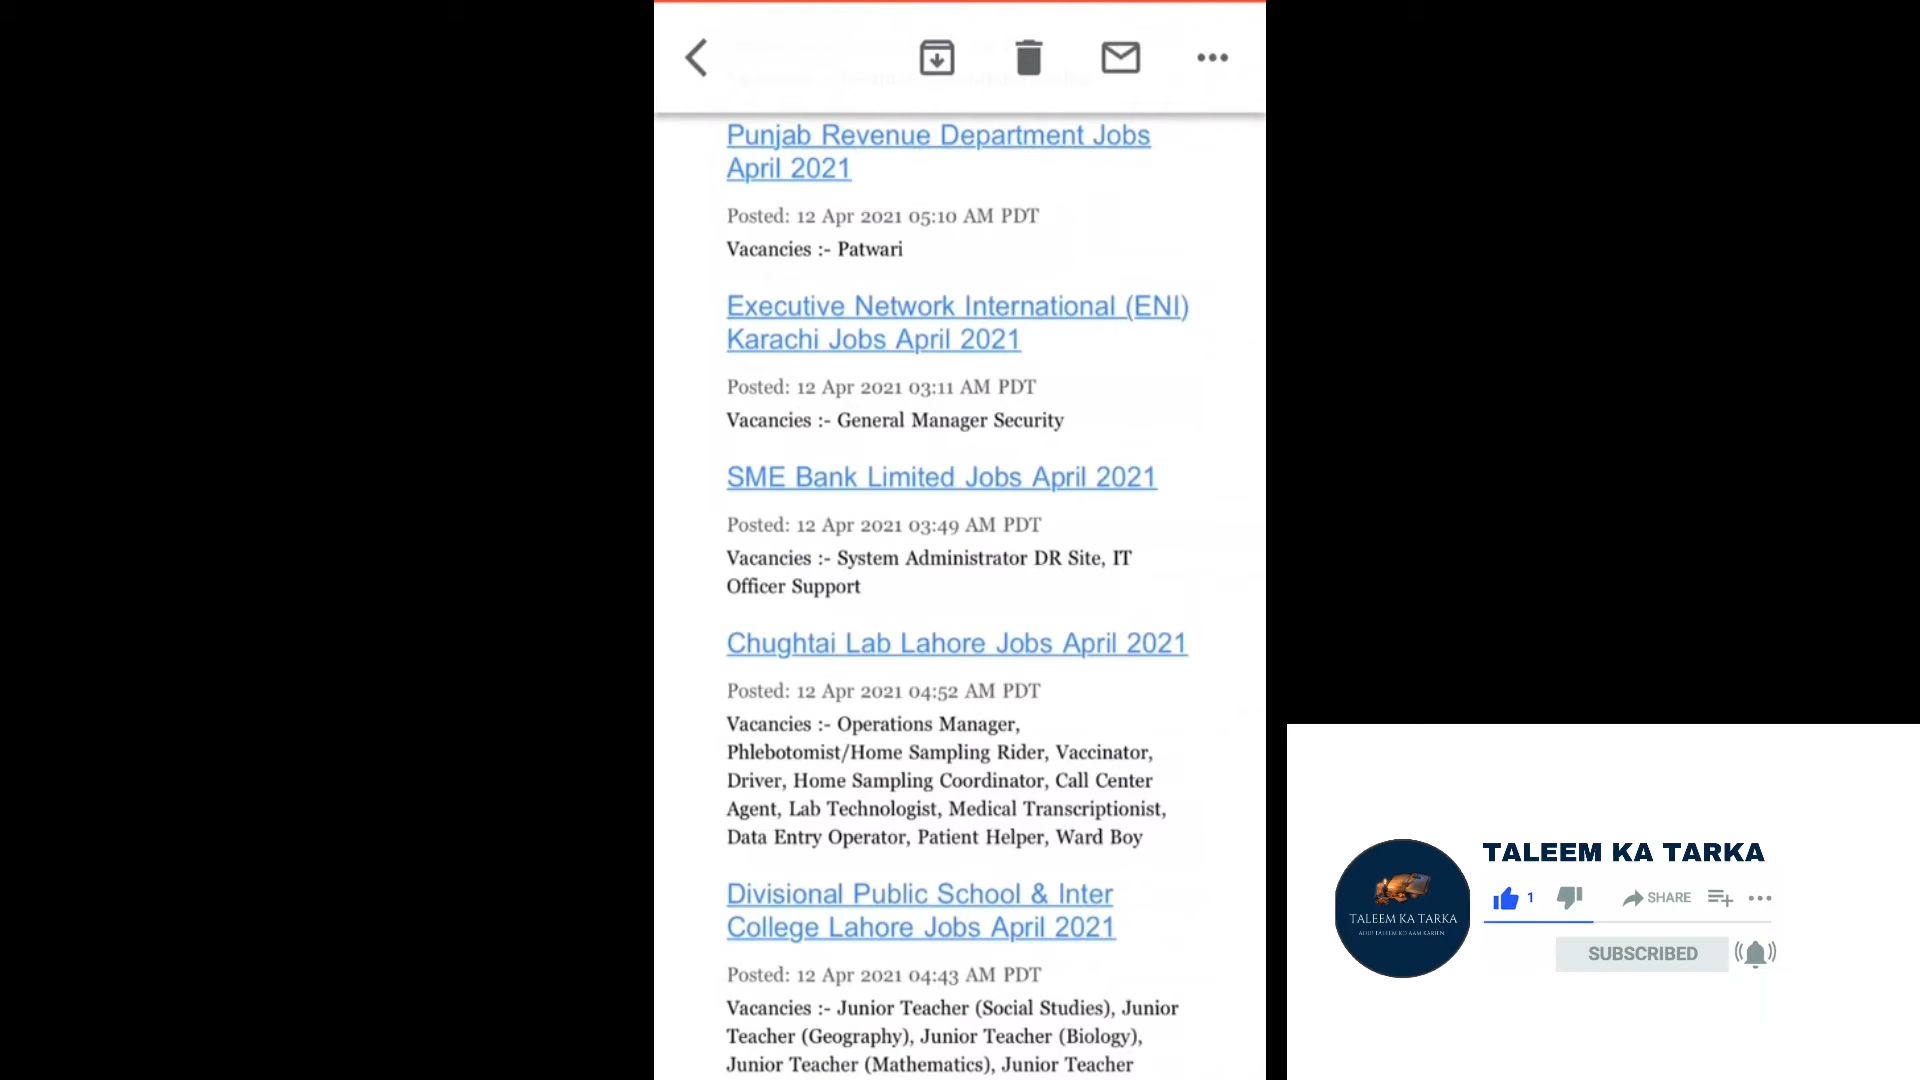 Punjab Revenue Department Jobs
April 2021
Posted: 12 Apr 2021 05:10 AM PDT
Vacancies :- Patwari
Executive Network International (ENI)
Karachi Jobs April 2021
Posted: 12 Apr 2021 03:11 AM PDT
Vacancies :- General Manager Security
SME Bank Limited Jobs April 2021
Posted: 12 Apr 2021 03:49 AM PDT
Vacancies :- System Administrator DR Site, IT
Officer Support
Chughtai Lab Lahore Jobs April 2021
Posted: 12 Apr 2021 04:52 AM PDT
Vacancies :- Operations Manager,
Phlebotomist/Home Sampling Rider, Vaccinator,
Driver, Home Sampling Coordinator, Call Center
Agent, Lab Technologist, Medical Transcriptionist,
Data Entry Operator, Patient Helper, Ward Boy
Divisional Public School & Inter
College Lahore Jobs April 2021
Posted: 12 Apr 2021 04:43 AM PDT
Vacancies :- Junior Teacher (Social Studies), Junior
Teacher (Geography), Junior Teacher (Biology),
Junior Teacher (Mathematics), Junior Teacher
TALEEM KA TARKA
1
SHARE
SUBSCRIBED
TALEEM KA TARKA